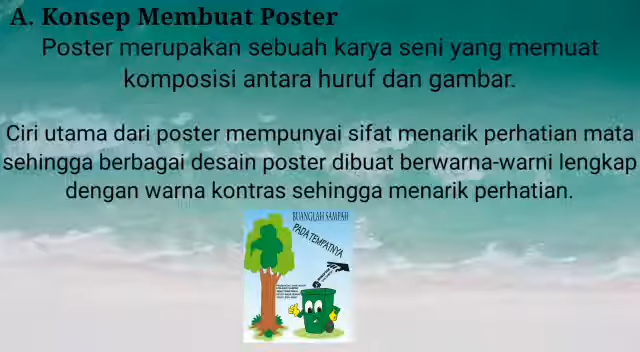 A. Konsep Membuat Poster
Poster merupakan sebuah karya seni yang memuat
komposisi antara huruf dan gambar.
Ciri utama dari poster mempunyai sifat menarik perhatian mata
sehingga berbagai desain poster dibuat berwarna-warni lengkap
dengan warna kontras sehingga menarik perhatian.
BUANGLAH SAMPAH
PADA TEMPATNYA